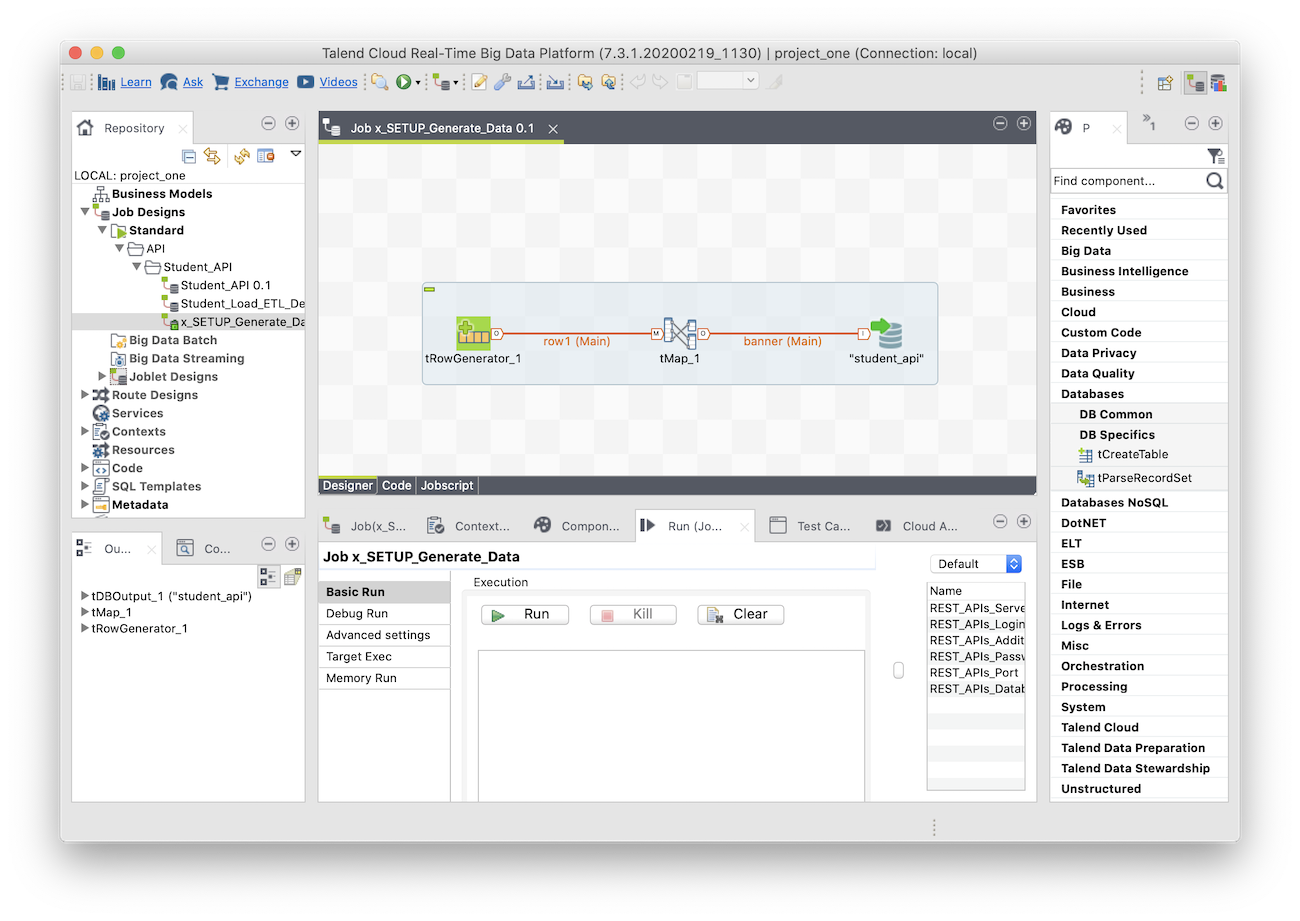 Talend Cloud Real-Time Big Data Platform (7.3.1.20200219_1130) | project_one (Connection: local)
Learn Ask Exchange Videos
Repository
LOCAL: project_one
Business Models
Job Designs
Standard
API
Student_API
Student_API 0.1
Student_Load_ETL_De
x_SETUP_Generate_Da
Big Data Batch
Big Data Streaming
Joblet Designs
Route Designs
Services
Contexts
Resources
Code
SQL Templates
Metadata
Ou...
Co...
tDBOutput_1 ("student_api")
tMap_1
tRowGenerator_1
Job x_SETUP_Generate_Data 0.1
row1 (Main)
banner (Main)
tRowGenerator_1
tMap_1
"student_api"
M
O
O
I
Designer Code Jobscript
Job(x_S... Context... Compon... Run (Jo... Test Ca... Cloud A...
Job x_SETUP_Generate_Data
Basic Run
Debug Run
Advanced settings
Target Exec
Memory Run
Execution
Run Kill Clear
Default
Name
REST_APIs_Serve
REST_APIs_Login
REST_APIs_Addit
REST_APIs_Passw
REST_APIs_Port
REST_APIs_Datab
P
»1
Find component...
Favorites
Recently Used
Big Data
Business Intelligence
Business
Cloud
Custom Code
Data Privacy
Data Quality
Databases
DB Common
DB Specifics
tCreateTable
tParseRecordSet
Databases NoSQL
DotNET
ELT
ESB
File
Internet
Logs & Errors
Misc
Orchestration
Processing
System
Talend Cloud
Talend Data Preparation
Talend Data Stewardship
Unstructured